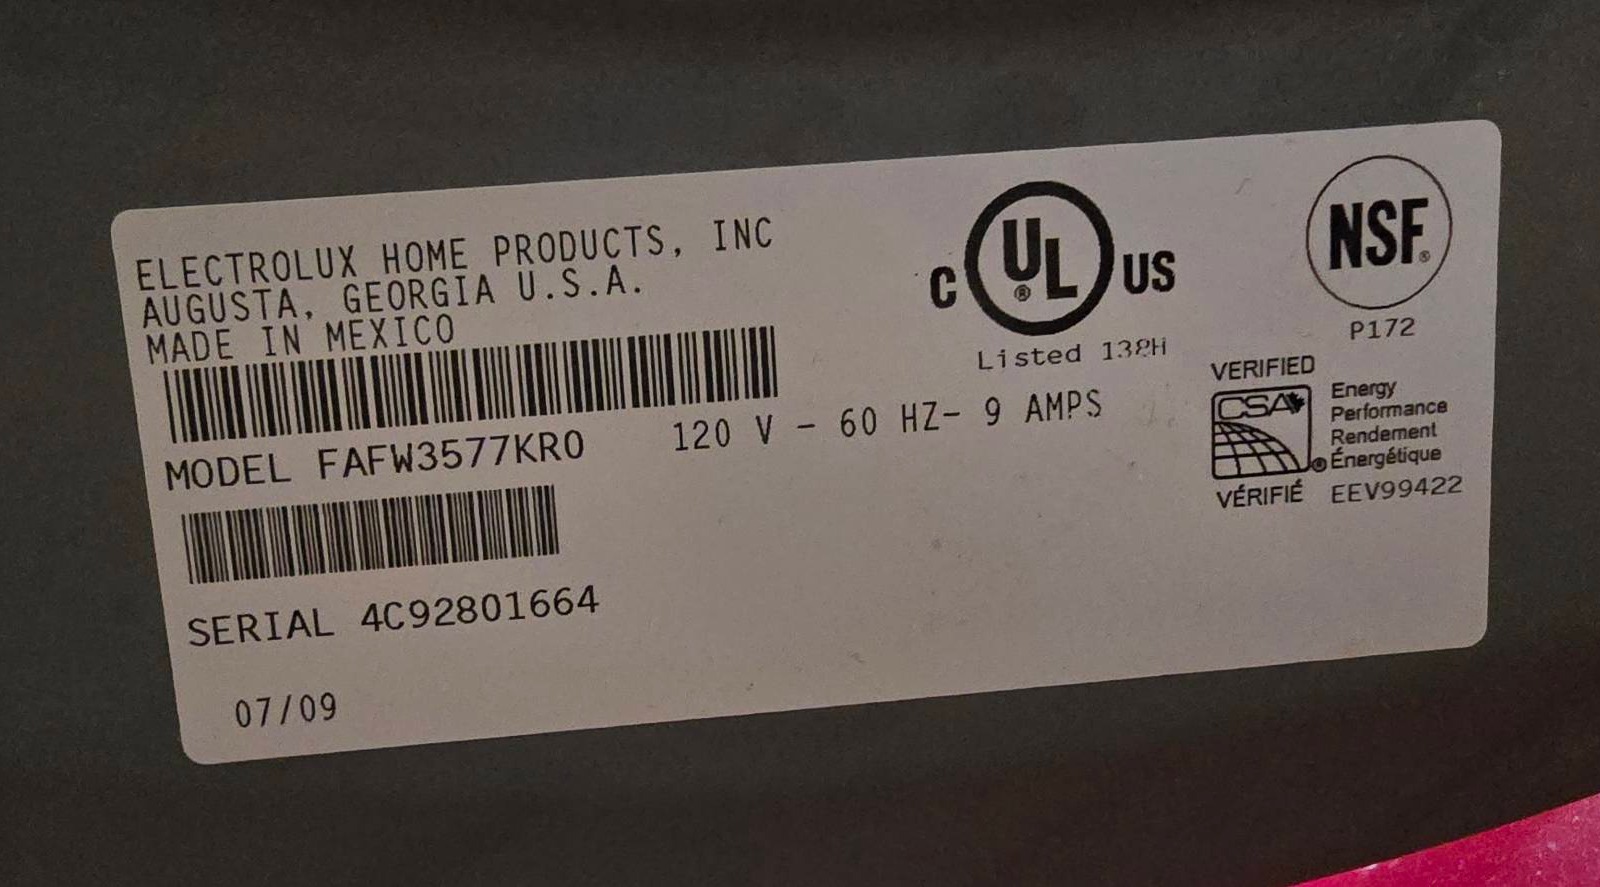 ELECTROLUX HOME PRODUCTS, INC
AUGUSTA, GEORGIA U.S.A.
MADE IN MEXICO
MODEL FAFW3577KR0
120 V - 60 HZ- 9 AMPS
SERIAL 4C92801664
07/09
C UL® US
Listed
NSF®
P172
VERIFIED
CSA®
Energy
Performance
Rendement
Énergétique
VÉRIFIÉ EEV99422